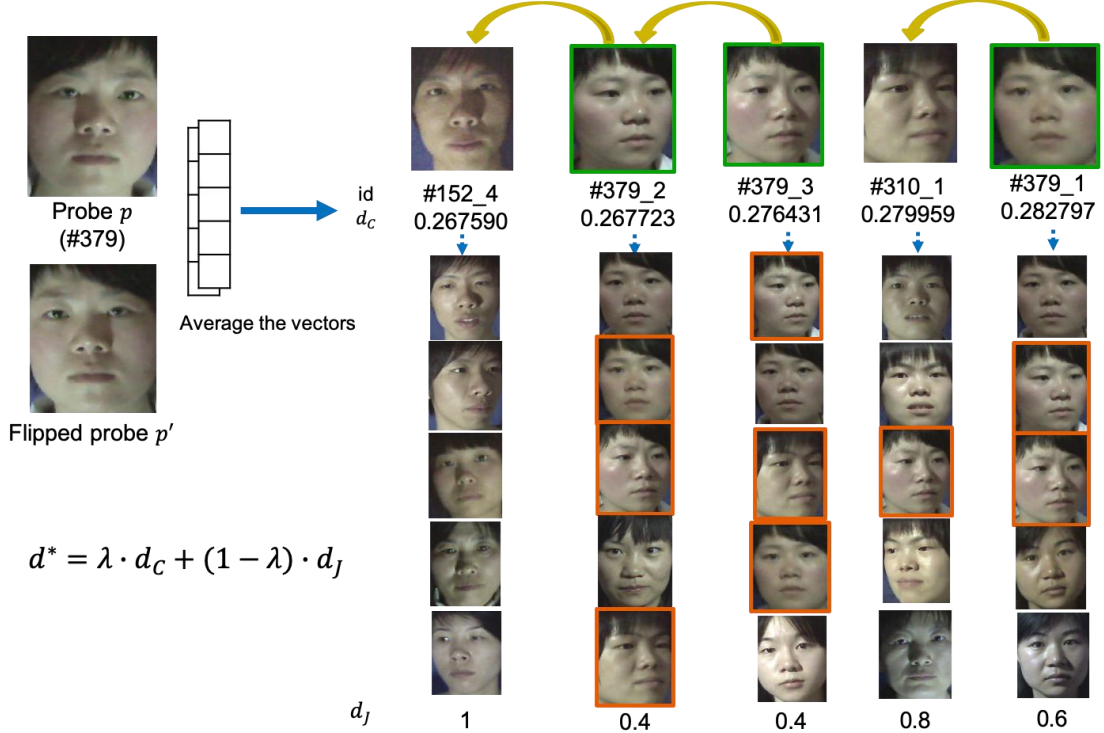 Probe p
(#379)
Flipped probe p′
Average the vectors
d* = λ · d_C + (1 − λ) · d_J
id
d_C
#152_4
0.267590
#379_2
0.267723
#379_3
0.276431
#310_1
0.279959
#379_1
0.282797
d_J
1
0.4
0.4
0.8
0.6